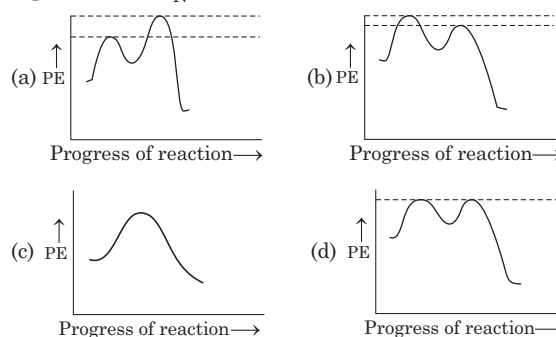 N
(a) PE ↑
Progress of reaction→
(b) PE ↑
Progress of reaction→
(c) PE ↑
Progress of reaction→
(d) PE ↑
Progress of reaction→